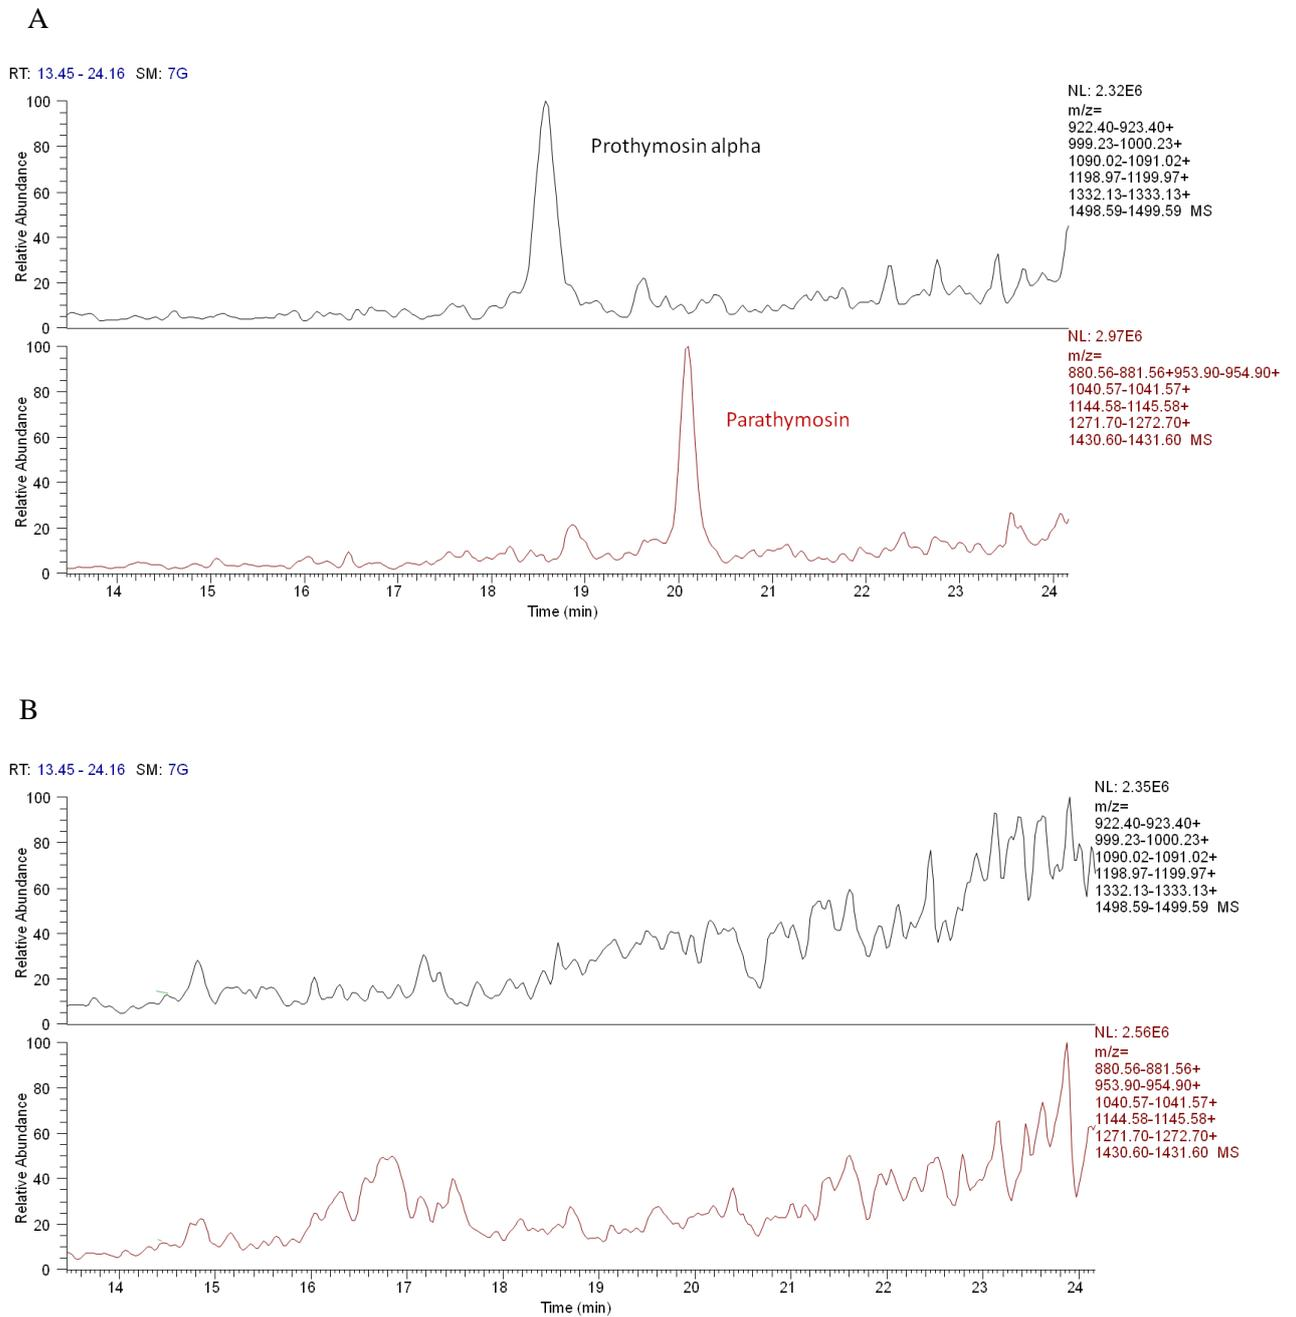 A
RT: 13.45 - 24.16 SM: 7G
NL: 2.32E6
m/z=
922.40-923.40+
999.23-1000.23+
1090.02-1091.02+
1198.97-1199.97+
1332.13-1333.13+
1498.59-1499.59 MS
Prothymosin alpha
Relative Abundance
100
80
60
40
20
0
NL: 2.97E6
m/z=
880.56-881.56+953.90-954.90+
1040.57-1041.57+
1144.58-1145.58+
1271.70-1272.70+
1430.60-1431.60 MS
Parathymosin
Relative Abundance
100
80
60
40
20
0
14 15 16 17 18 19 20 21 22 23 24
Time (min)
B
RT: 13.45 - 24.16 SM: 7G
NL: 2.35E6
m/z=
922.40-923.40+
999.23-1000.23+
1090.02-1091.02+
1198.97-1199.97+
1332.13-1333.13+
1498.59-1499.59 MS
Relative Abundance
100
80
60
40
20
0
NL: 2.56E6
m/z=
880.56-881.56+
953.90-954.90+
1040.57-1041.57+
1144.58-1145.58+
1271.70-1272.70+
1430.60-1431.60 MS
Relative Abundance
100
80
60
40
20
0
14 15 16 17 18 19 20 21 22 23 24
Time (min)